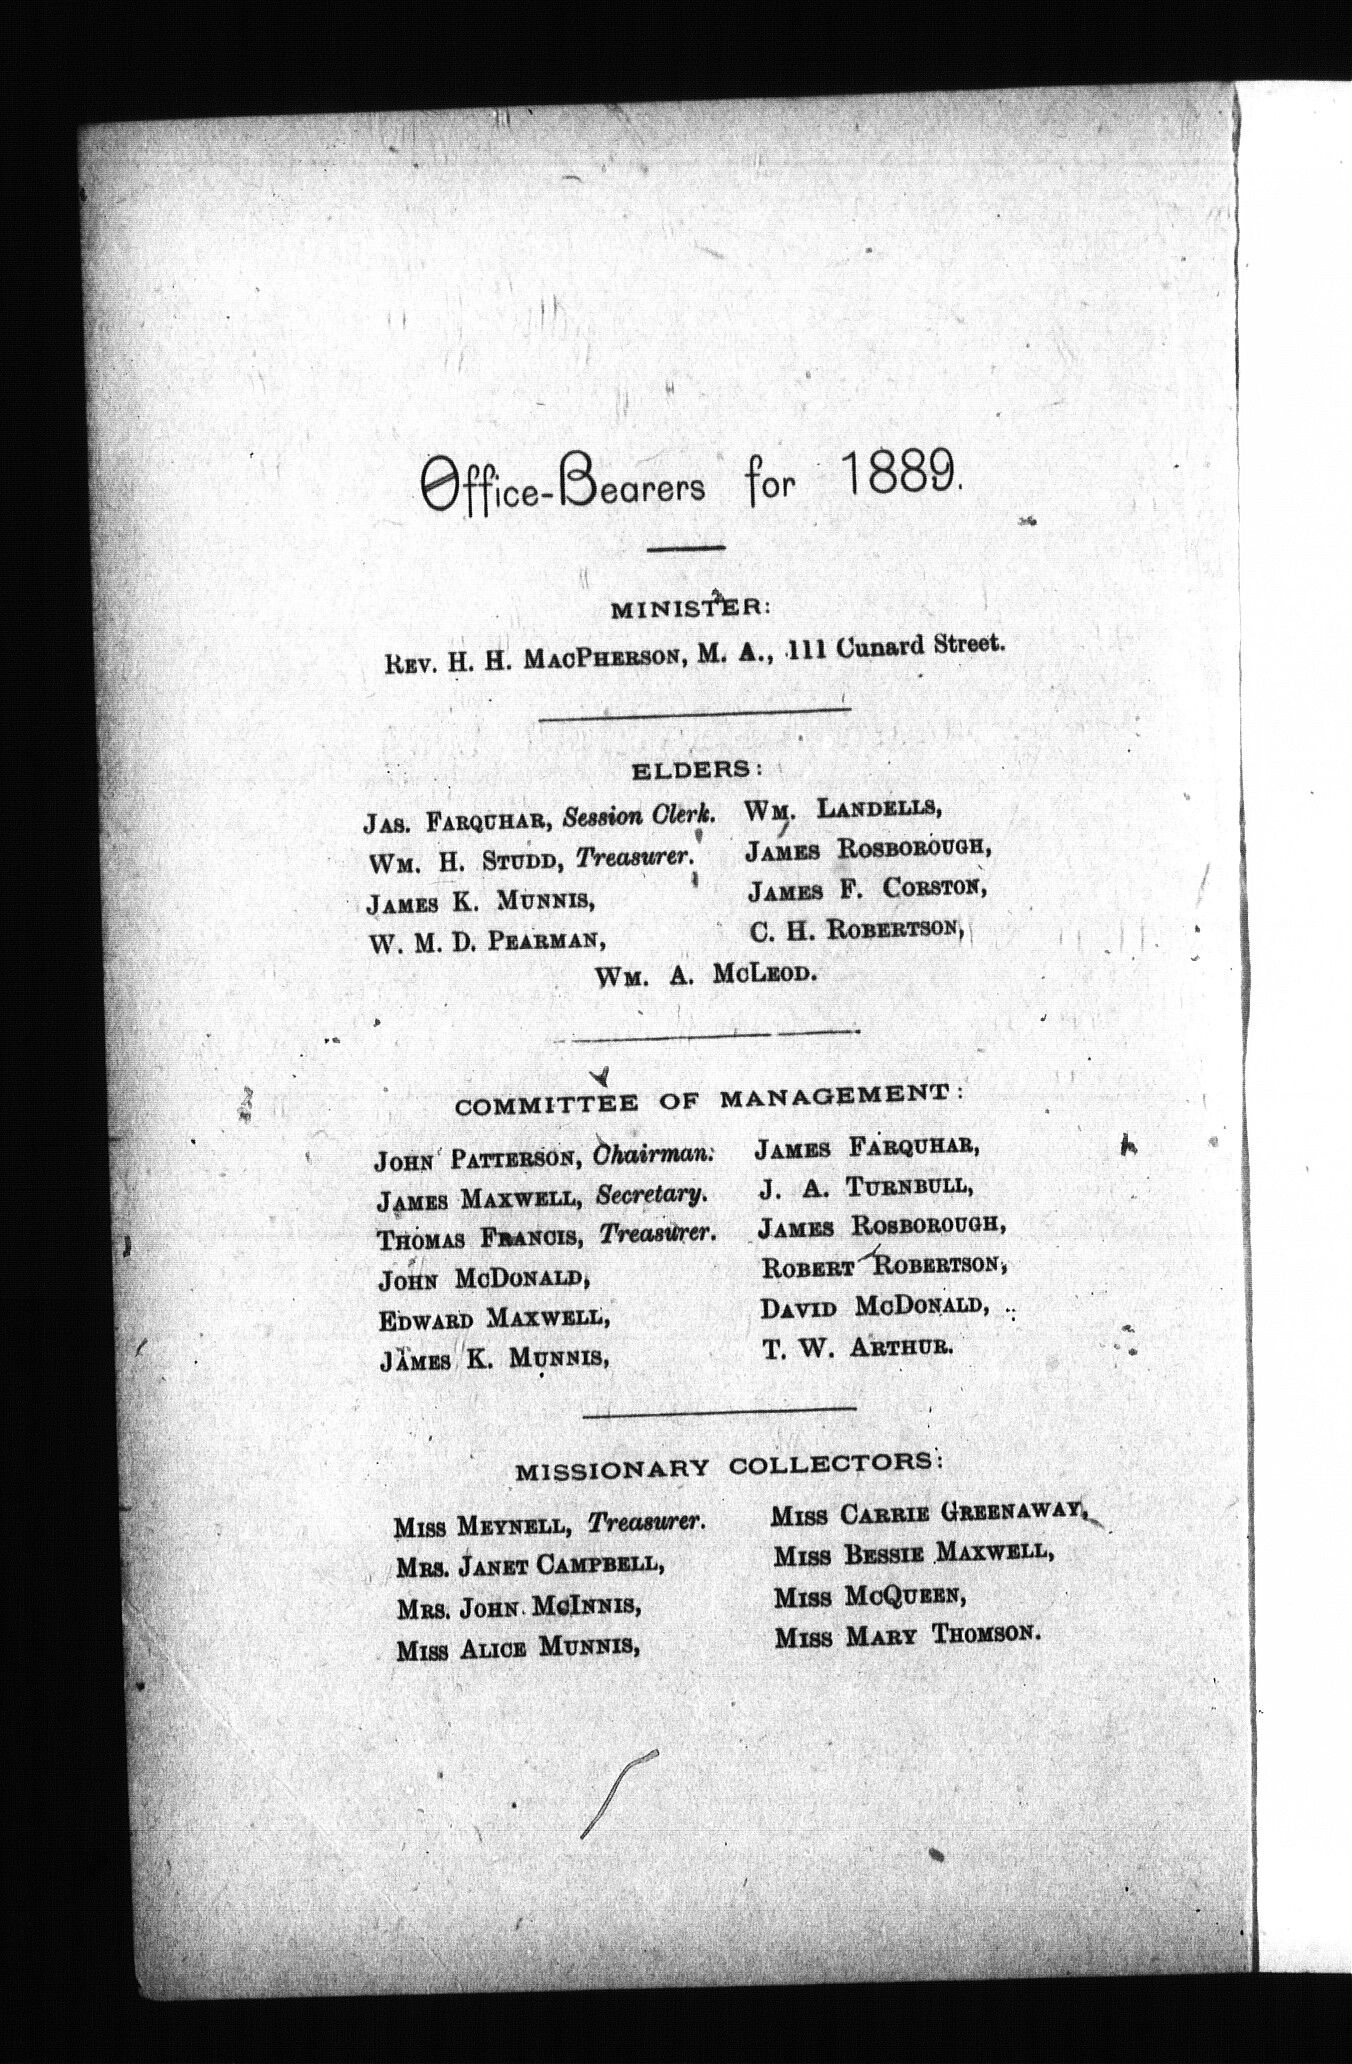 Office-Bearers for 1889.
MINISTER:
REV. H. H. MACPHERSON, M. A., 111 Cunard Street.
ELDERS:
JAS. FARQUHAR, Session Clerk. WM. LANDELLS,
WM. H. STUDD, Treasurer. JAMES ROSBOROUGH,
JAMES K. MUNNIS, JAMES F. CORSTON,
W. M. D. PEARMAN, C. H. ROBERTSON,
WM. A. MCLEOD.
COMMITTEE OF MANAGEMENT:
JOHN PATTERSON, Chairman. JAMES FARQUHAR,
JAMES MAXWELL, Secretary. J. A. TURNBULL,
THOMAS FRANCIS, Treasurer. JAMES ROSBOROUGH,
JOHN MCDONALD, ROBERT ROBERTSON,
EDWARD MAXWELL, DAVID MCDONALD,
JAMES K. MUNNIS, T. W. ARTHUR.
MISSIONARY COLLECTORS:
MISS MEYNELL, Treasurer. MISS CARRIE GREENAWAY,
MRS. JANET CAMPBELL, MISS BESSIE MAXWELL,
MRS. JOHN MCINNIS, MISS MCQUEEN,
MISS ALICE MUNNIS, MISS MARY THOMSON.